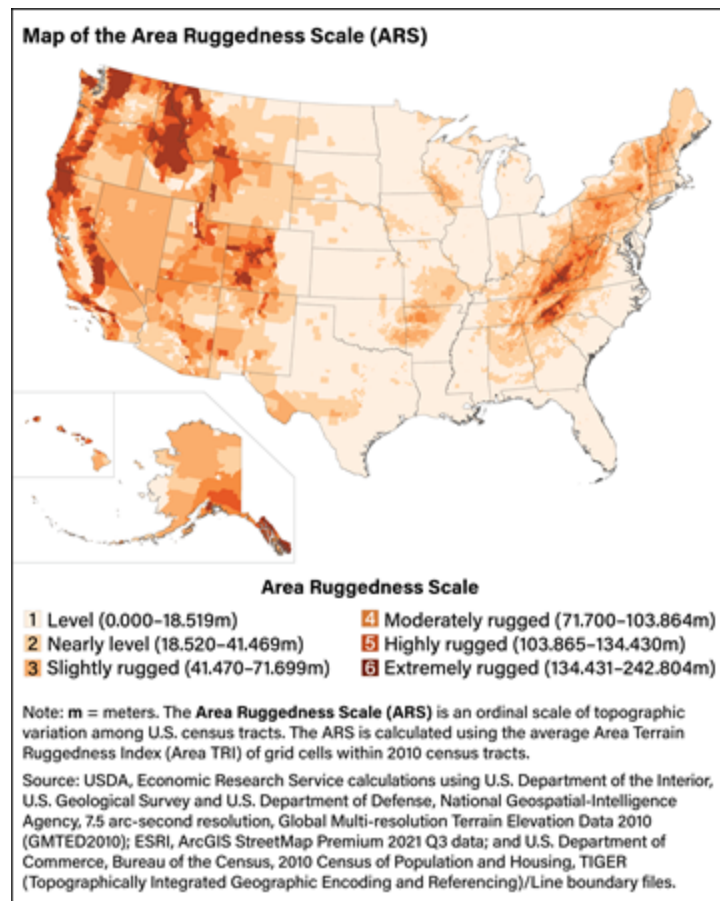 Map of the Area Ruggedness Scale (ARS)
Area Ruggedness Scale
1 Level (0.000–18.519m)
2 Nearly level (18.520–41.469m)
3 Slightly rugged (41.470–71.699m)
4 Moderately rugged (71.700–103.864m)
5 Highly rugged (103.865–134.430m)
6 Extremely rugged (134.431–242.804m)
Note: m = meters. The Area Ruggedness Scale (ARS) is an ordinal scale of topographic
variation among U.S. census tracts. The ARS is calculated using the average Area Terrain
Ruggedness Index (Area TRI) of grid cells within 2010 census tracts.
Source: USDA, Economic Research Service calculations using U.S. Department of the Interior,
U.S. Geological Survey and U.S. Department of Defense, National Geospatial-Intelligence
Agency, 7.5 arc-second resolution, Global Multi-resolution Terrain Elevation Data 2010
(GMTED2010); ESRI, ArcGIS StreetMap Premium 2021 Q3 data; and U.S. Department of
Commerce, Bureau of the Census, 2010 Census of Population and Housing, TIGER
(Topographically Integrated Geographic Encoding and Referencing)/Line boundary files.